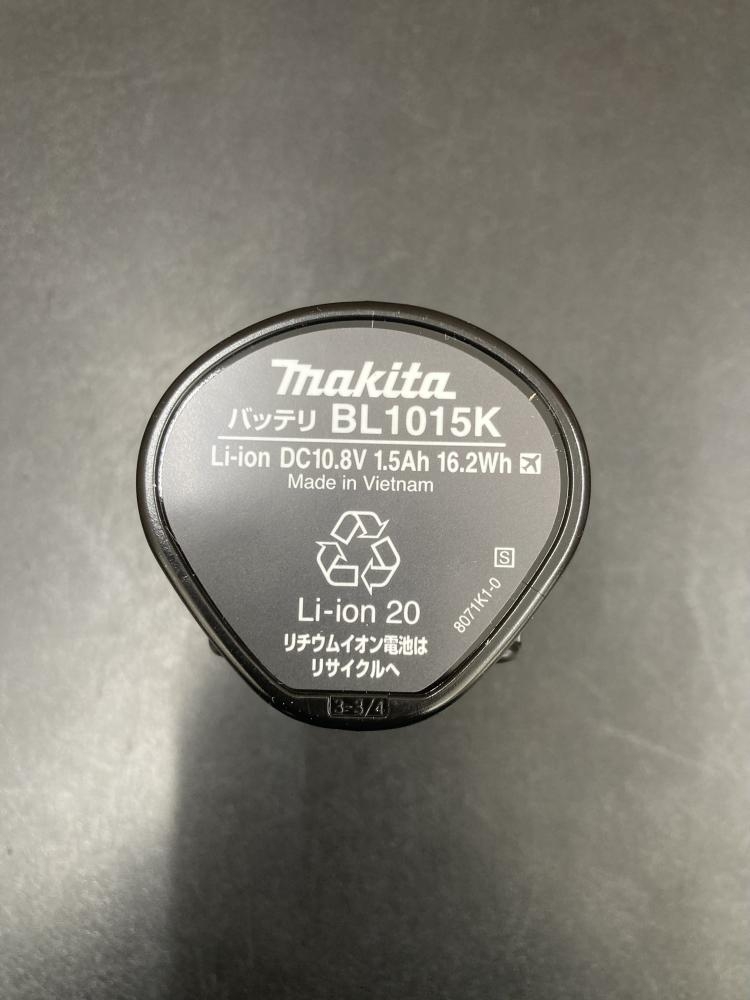 makita
バッテリ BL1015K
Li-ion DC10.8V 1.5Ah 16.2Wh
Made in Vietnam
S
8071K1-0
Li-ion 20
リチウムイオン電池は
リサイクルへ
3-3/4